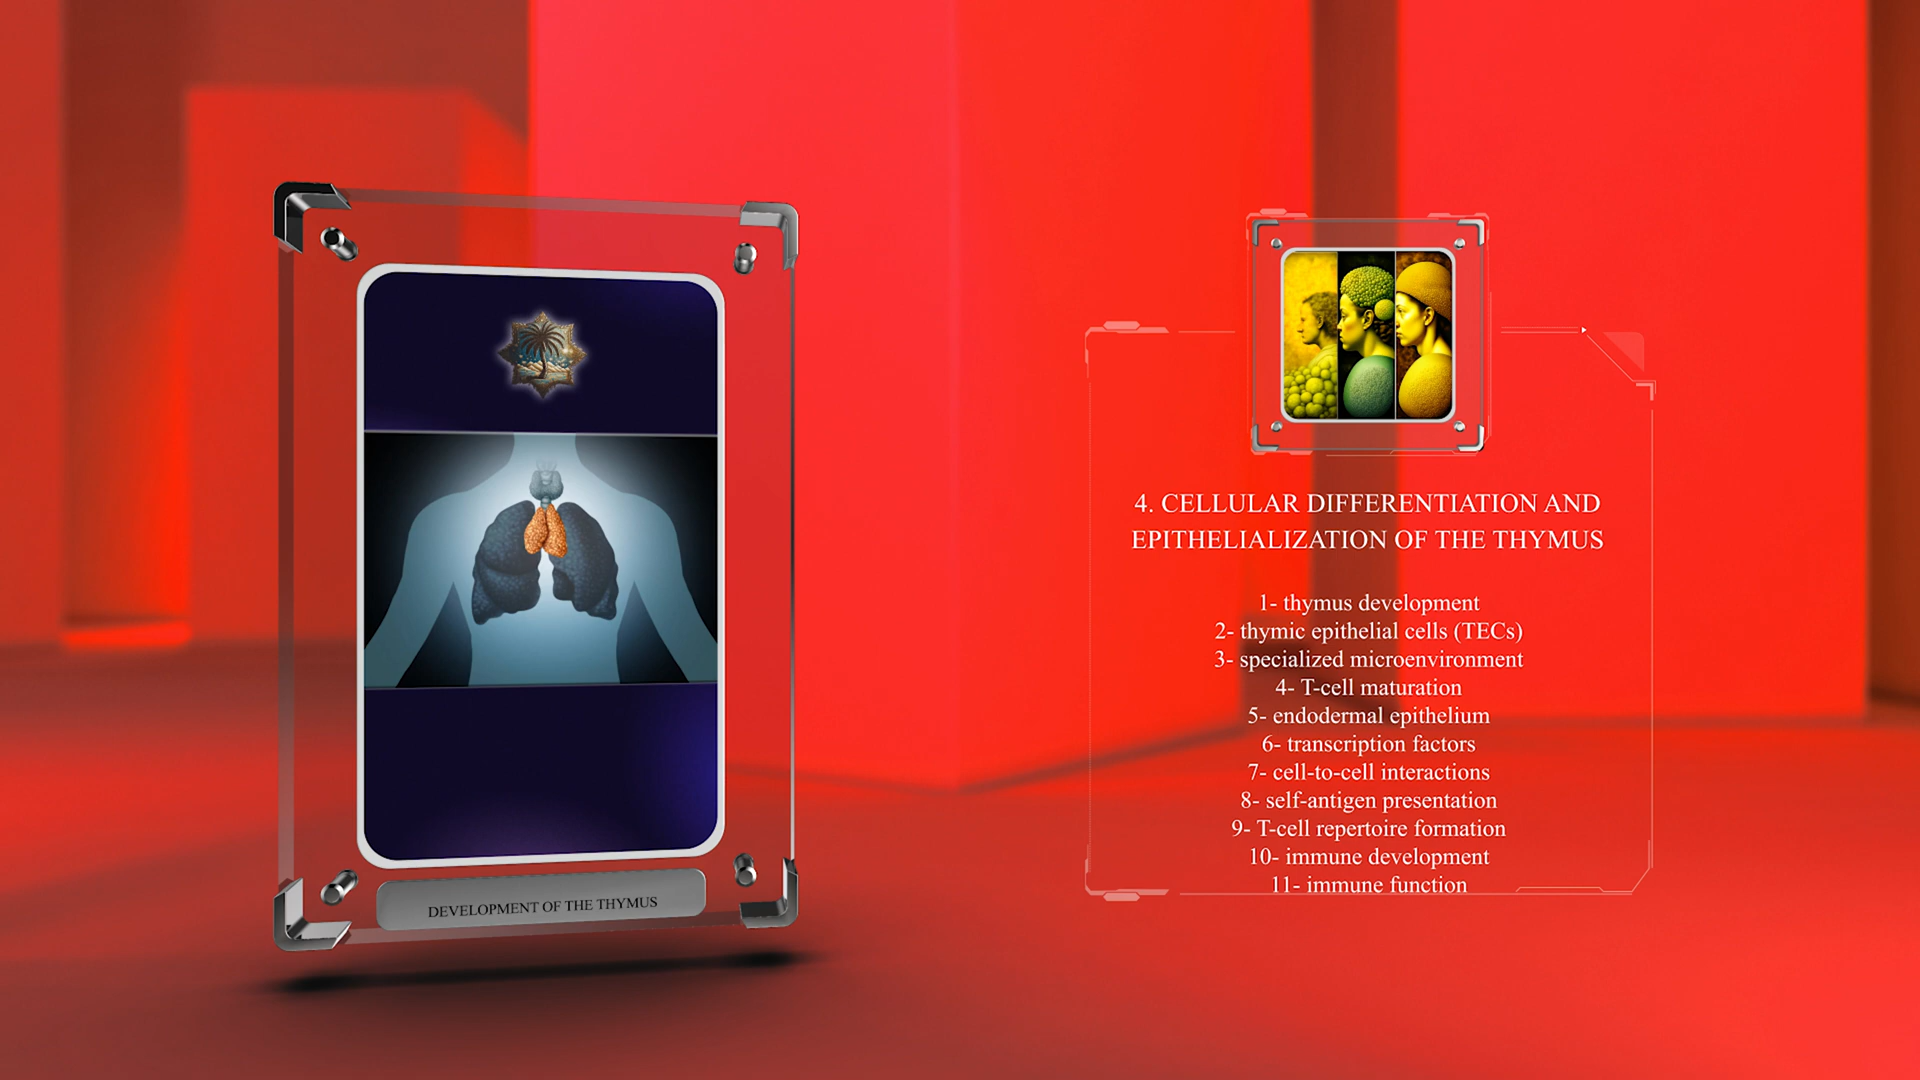 4. CELLULAR DIFFERENTIATION AND
EPITHELIALIZATION OF THE THYMUS
1- thymus development
2- thymic epithelial cells (TECs)
3- specialized microenvironment
4- T-cell maturation
5- endodermal epithelium
6- transcription factors
7- cell-to-cell interactions
8- self-antigen presentation
9- T-cell repertoire formation
10- immune development
11- immune function
DEVELOPMENT OF THE THYMUS